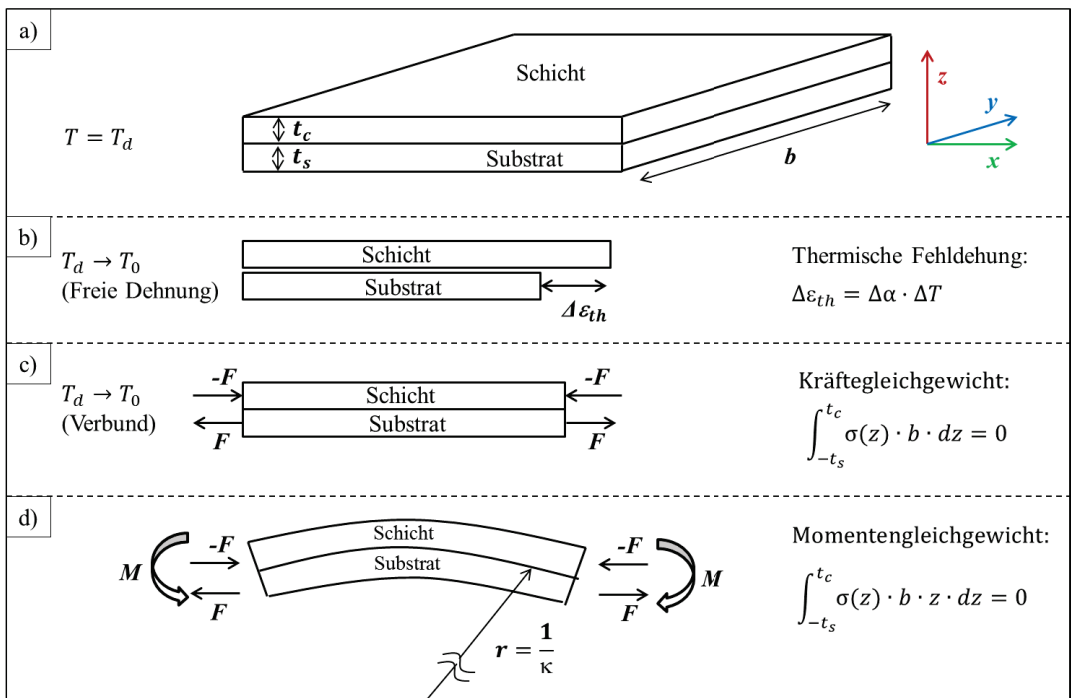 a)
T = T_d
Schicht
t_c
t_s
Substrat
b
z
y
x
b)
T_d → T_0
(Freie Dehnung)
Schicht
Substrat
Δε_th
Thermische Fehldehung:
Δε_th = Δα · ΔT
c)
T_d → T_0
(Verbund)
-F
Schicht
-F
F
Substrat
F
Kräftegleichgewicht:
∫_{-t_s}^{t_c} σ(z) · b · dz = 0
d)
M
-F
F
Schicht
Substrat
-F
F
M
r = 1/κ
Momentengleichgewicht:
∫_{-t_s}^{t_c} σ(z) · b · z · dz = 0